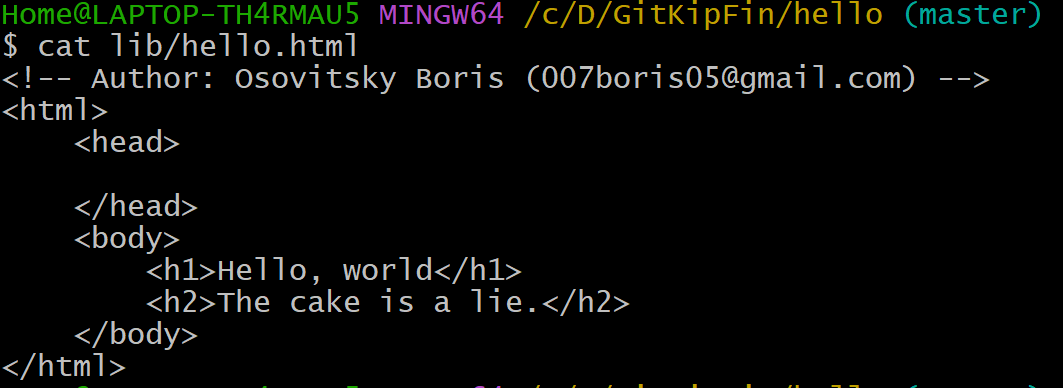 Home@LAPTOP-TH4RMAU5 MINGW64 /c/D/GitKipFin/hello (master)
$ cat lib/hello.html
<!-- Author: Osovitsky Boris (007boris05@gmail.com) -->
<html>
    <head>

    </head>
    <body>
        <h1>Hello, world</h1>
        <h2>The cake is a lie.</h2>
    </body>
</html>